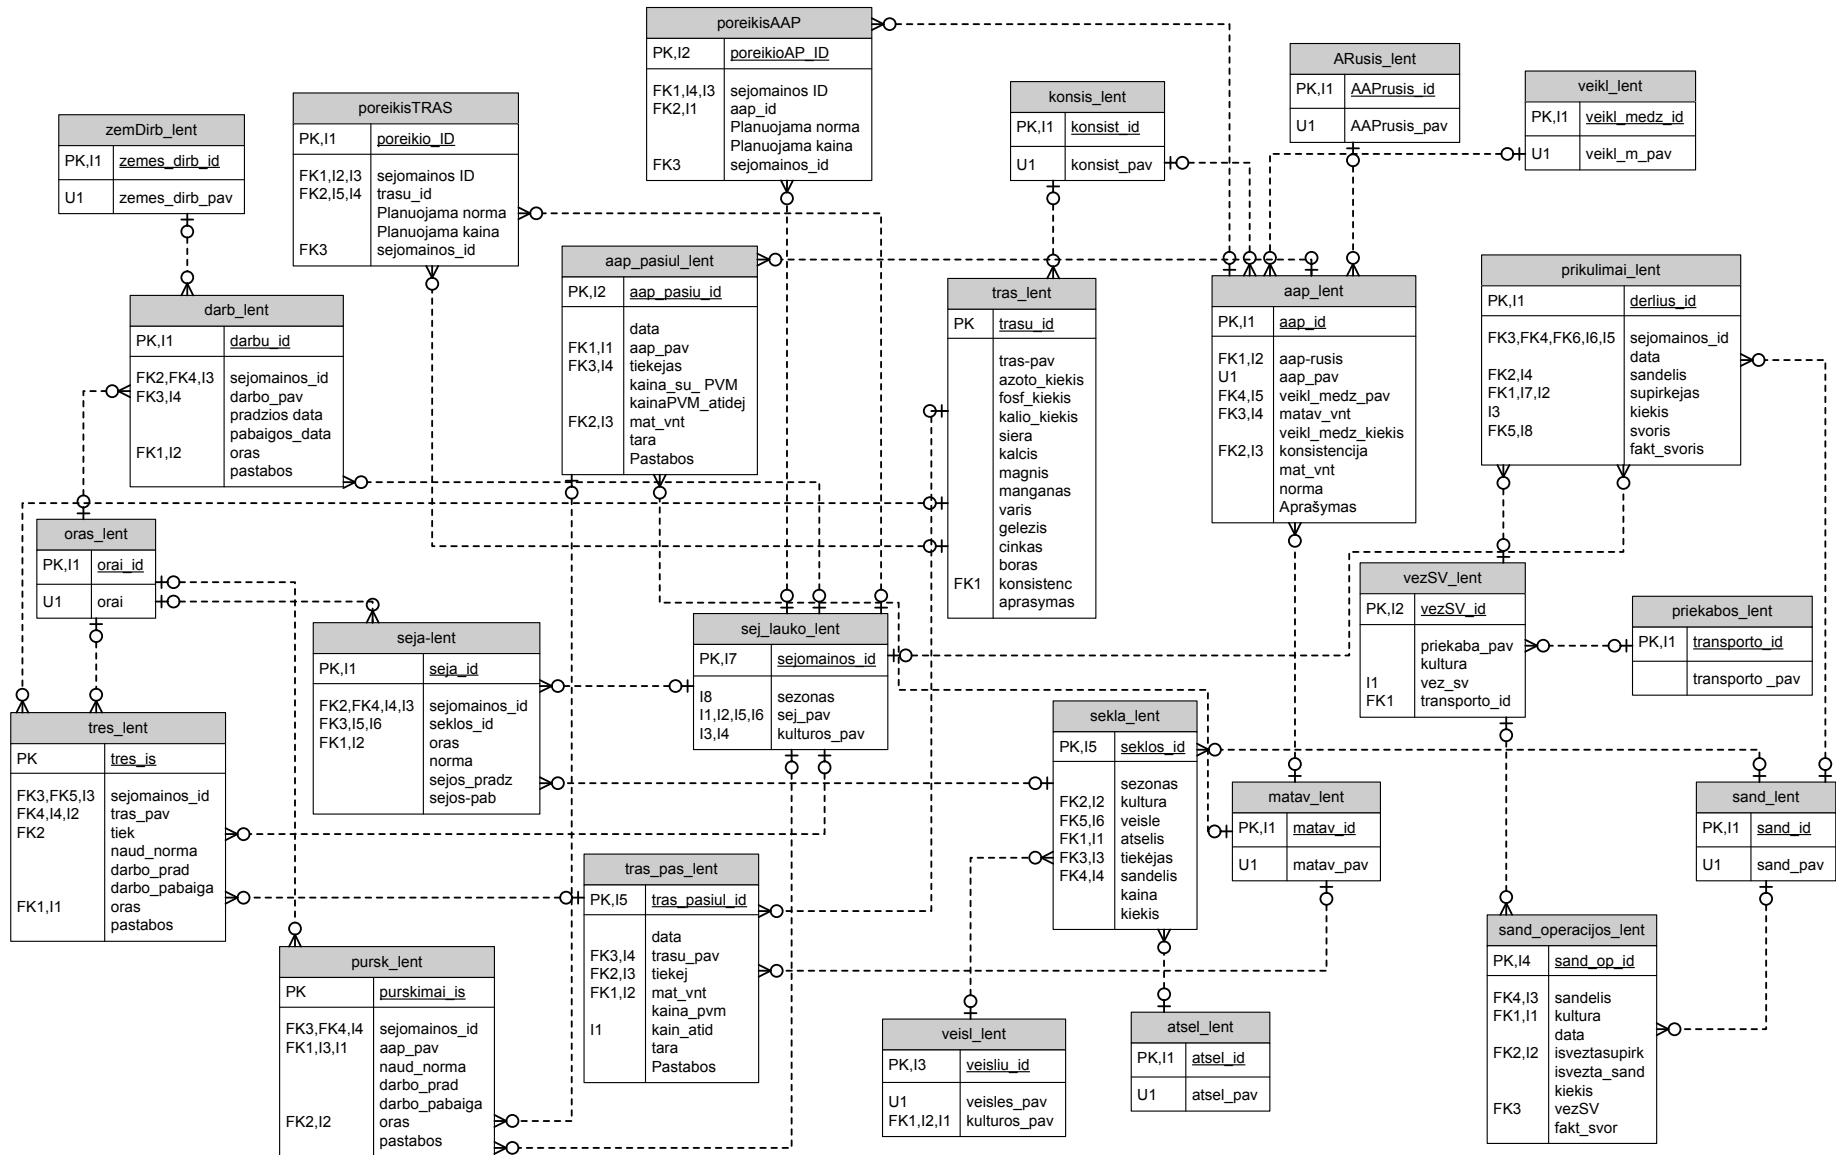 poreikisAAP
PK,I2 poreikioAP_ID
FK1,I4,I3 sejomainos ID
FK2,I1 aap_id
Planuojama norma
Planuojama kaina
FK3 sejomainos_id
ARusis_lent
PK,I1 AAPrusis_id
U1 AAPrusis_pav
veikl_lent
PK,I1 veikl_medz_id
U1 veikl_m_pav
konsis_lent
PK,I1 konsist_id
U1 konsist_pav
poreikisTRAS
PK,I1 poreikio_ID
FK1,I2,I3 sejomainos ID
FK2,I5,I4 trasu_id
Planuojama norma
Planuojama kaina
FK3 sejomainos_id
zemDirb_lent
PK,I1 zemes_dirb_id
U1 zemes_dirb_pav
aap_pasiul_lent
PK,I2 aap_pasiu_id
data
FK1,I1 aap_pav
FK3,I4 tiekejas
kaina_su_ PVM
kainaPVM_atidej
FK2,I3 mat_vnt
tara
Pastabos
tras_lent
PK trasu_id
tras-pav
azoto_kiekis
fosf_kiekis
kalio_kiekis
siera
kalcis
magnis
manganas
varis
gelezis
cinkas
boras
FK1 konsistenc
aprasymas
aap_lent
PK,I1 aap_id
FK1,I2 aap-rusis
U1 aap_pav
FK4,I5 veikl_medz_pav
FK3,I4 matav_vnt
veikl_medz_kiekis
FK2,I3 konsistencija
mat_vnt
norma
Aprašymas
prikulimai_lent
PK,I1 derlius_id
FK3,FK4,FK6,I6,I5 sejomainos_id
data
FK2,I4 sandelis
FK1,I7,I2 supirkejas
I3 kiekis
FK5,I8 svoris
fakt_svoris
darb_lent
PK,I1 darbu_id
FK2,FK4,I3 sejomainos_id
FK3,I4 darbo_pav
pradzios data
pabaigos_data
FK1,I2 oras
pastabos
oras_lent
PK,I1 orai_id
U1 orai
seja-lent
PK,I1 seja_id
FK2,FK4,I4,I3 sejomainos_id
FK3,I5,I6 seklos_id
FK1,I2 oras
norma
sejos_pradz
sejos-pab
sej_lauko_lent
PK,I7 sejomainos_id
I8 sezonas
I1,I2,I5,I6 sej_pav
I3,I4 kulturos_pav
vezSV_lent
PK,I2 vezSV_id
priekaba_pav
kultura
I1 vez_sv
FK1 transporto_id
priekabos_lent
PK,I1 transporto_id
transporto _pav
tres_lent
PK tres_is
FK3,FK5,I3 sejomainos_id
FK4,I4,I2 tras_pav
FK2 tiek
naud_norma
darbo_prad
darbo_pabaiga
FK1,I1 oras
pastabos
sekla_lent
PK,I5 seklos_id
sezonas
FK2,I2 kultura
FK5,I6 veisle
FK1,I1 atselis
FK3,I3 tiekėjas
FK4,I4 sandelis
kaina
kiekis
matav_lent
PK,I1 matav_id
U1 matav_pav
sand_lent
PK,I1 sand_id
U1 sand_pav
tras_pas_lent
PK,I5 tras_pasiul_id
data
FK3,I4 trasu_pav
FK2,I3 tiekej
FK1,I2 mat_vnt
kaina_pvm
I1 kain_atid
tara
Pastabos
pursk_lent
PK purskimai_is
FK3,FK4,I4 sejomainos_id
FK1,I3,I1 aap_pav
naud_norma
darbo_prad
darbo_pabaiga
FK2,I2 oras
pastabos
veisl_lent
PK,I3 veisliu_id
U1 veisles_pav
FK1,I2,I1 kulturos_pav
atsel_lent
PK,I1 atsel_id
U1 atsel_pav
sand_operacijos_lent
PK,I4 sand_op_id
FK4,I3 sandelis
FK1,I1 kultura
data
FK2,I2 isveztasupirk
isvezta_sand
kiekis
FK3 vezSV
fakt_svor